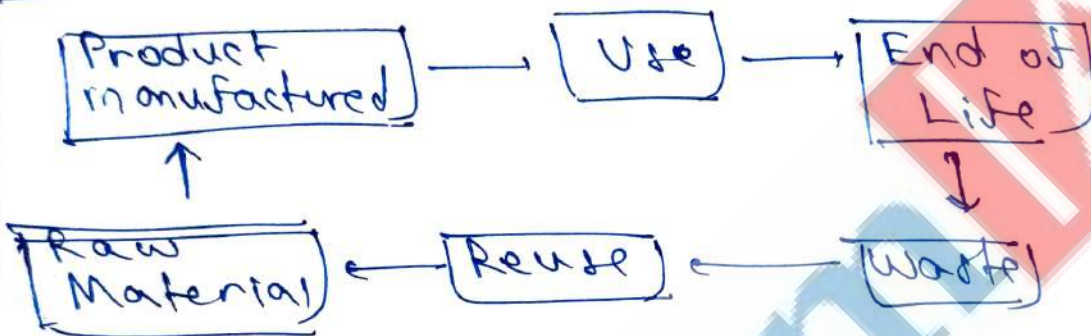 Product
manufactured
Use
End of
Life
Raw
Material
Reuse
Waste